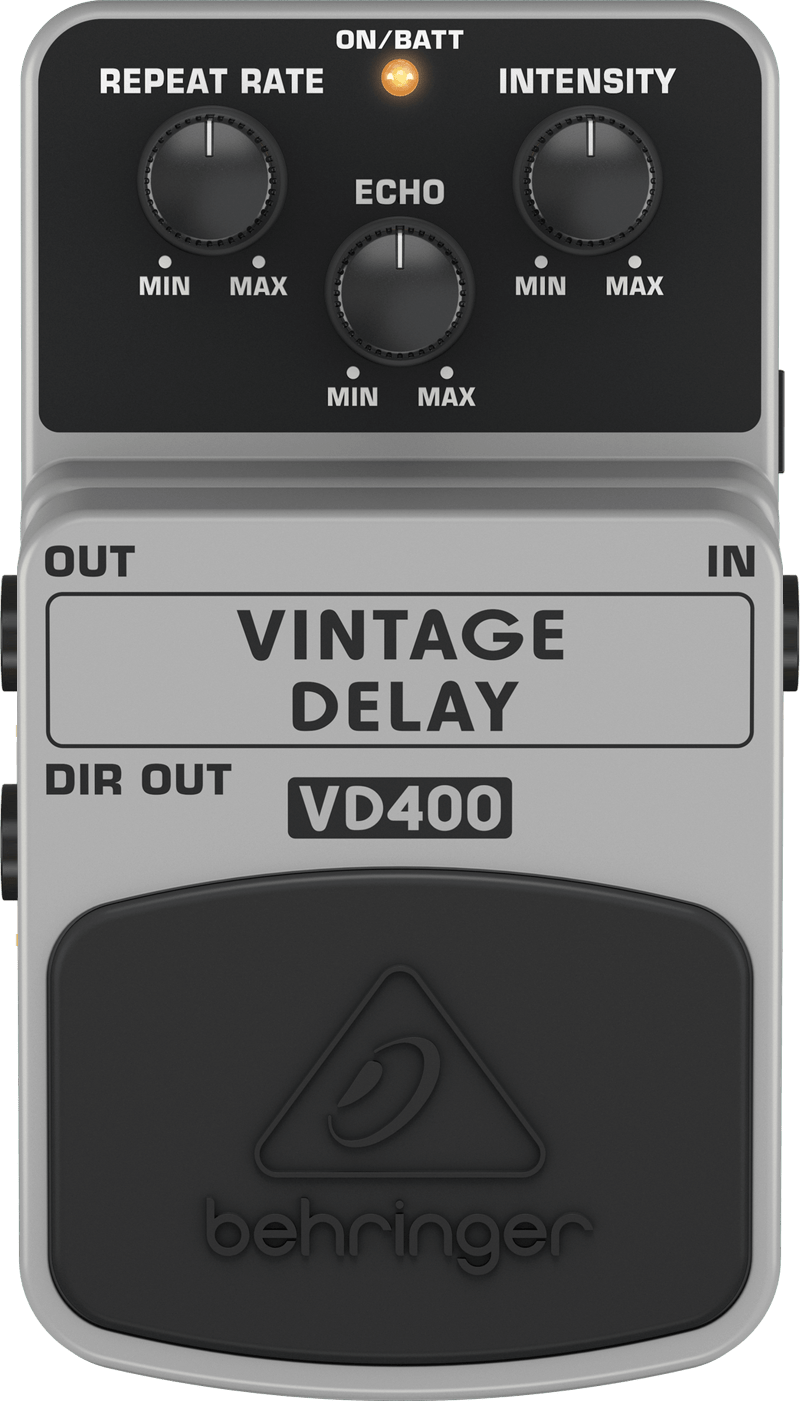 ON/BATT
REPEAT RATE
INTENSITY
ECHO
MIN MAX
MIN MAX
MIN MAX
OUT
IN
VINTAGE
DELAY
DIR OUT
VD400
behringer